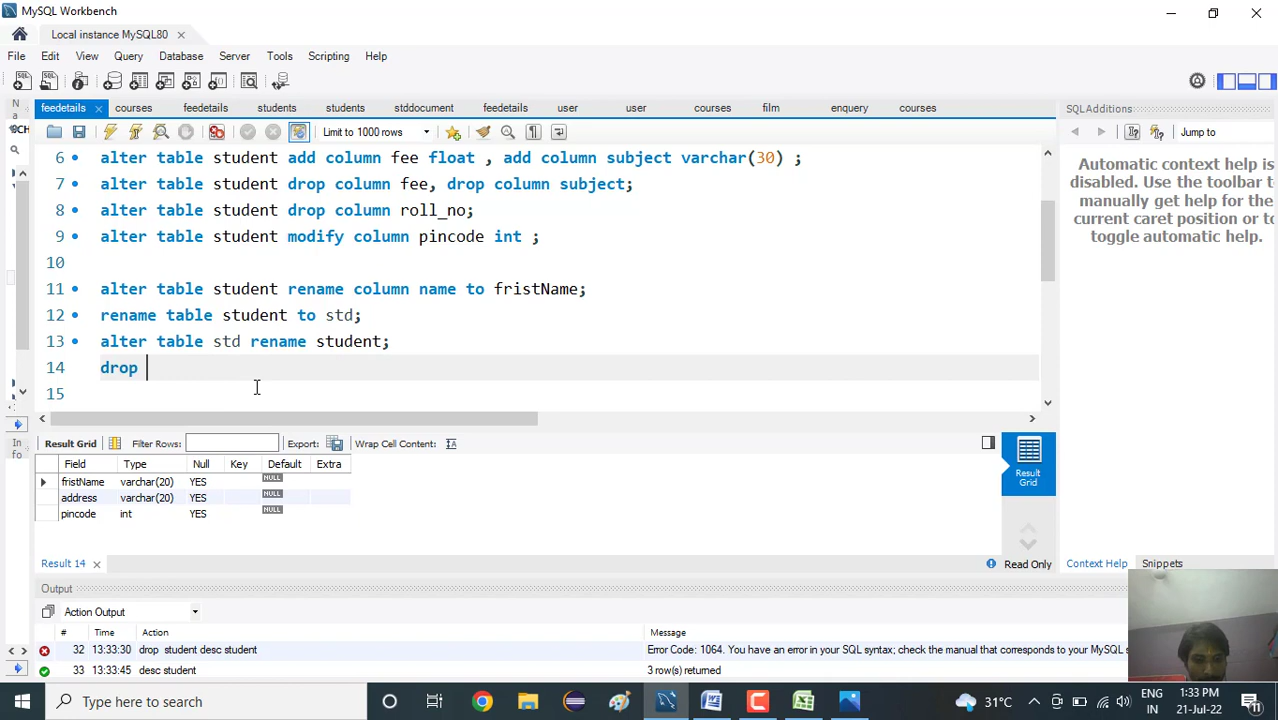 MySQL Workbench
Local instance MySQL80
File Edit View Query Database Server Tools Scripting Help
feedetails courses feedetails students students stddocument feedetails user user courses film enquery courses
SQLAdditions
Limit to 1000 rows
Jump to
6 alter table student add column fee float , add column subject varchar(30) ;
7 alter table student drop column fee, drop column subject;
8 alter table student drop column roll_no;
9 alter table student modify column pincode int ;
10
11 alter table student rename column name to fristName;
12 rename table student to std;
13 alter table std rename student;
14 drop
15
Automatic context help is
disabled. Use the toolbar to
manually get help for the
current caret position or to
toggle automatic help.
Result Grid Filter Rows: Export: Wrap Cell Content:
Field Type Null Key Default Extra
fristName varchar(20) YES NULL
address varchar(20) YES NULL
pincode int YES NULL
Result
Grid
Result 14
Read Only
Context Help Snippets
Output
Action Output
# Time Action Message
32 13:33:30 drop student desc student Error Code: 1064. You have an error in your SQL syntax; check the manual that corresponds to your MySQL s
33 13:33:45 desc student 3 row(s) returned
Type here to search
31°C
ENG
IN
1:33 PM
21-Jul-22